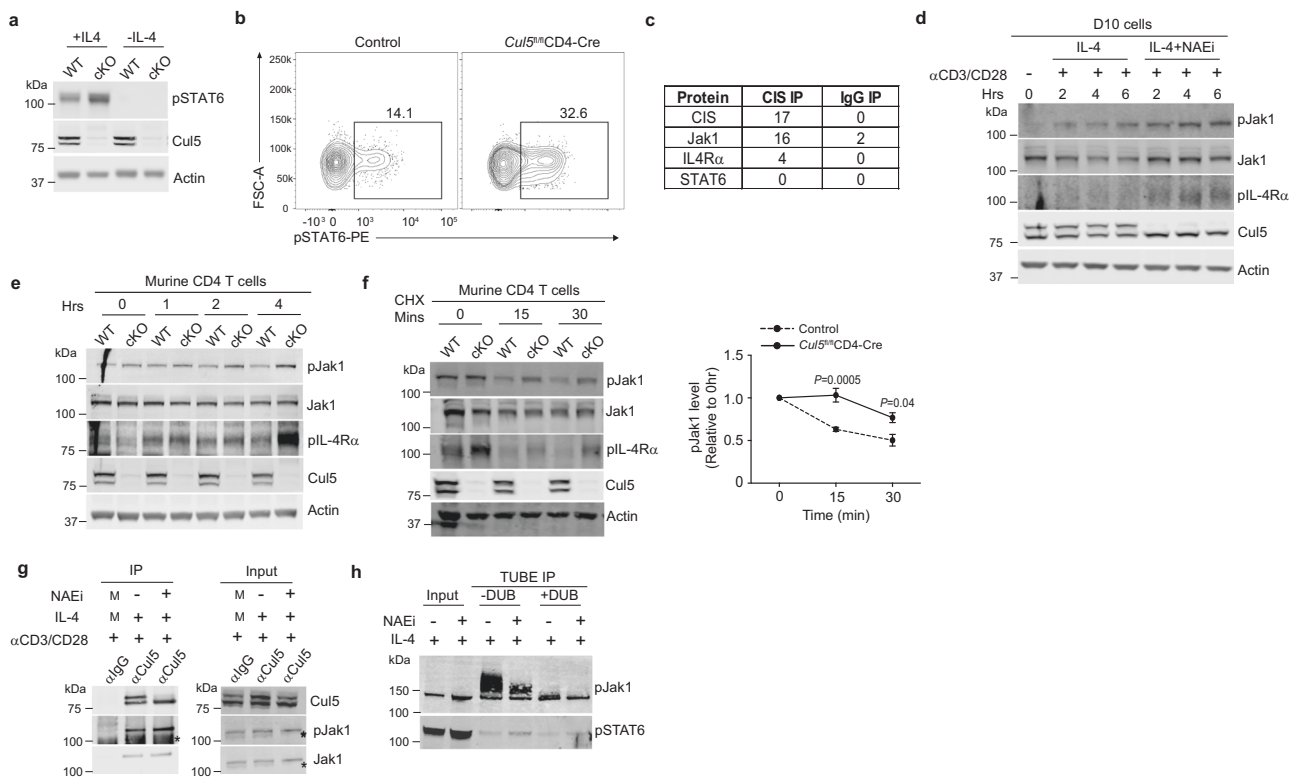 a
+IL4 -IL-4
WT cKO WT cKO
kDa
100 pSTAT6
75 Cul5
37 Actin
b
Control Cul5fl/flCD4-Cre
250k
200k
150k
100k
50k
0
14.1 32.6
FSC-A
-10³ 0 10³ 10⁴ 10⁵
pSTAT6-PE
c
Protein CIS IP IgG IP
CIS 17 0
Jak1 16 2
IL4Rα 4 0
STAT6 0 0
d
D10 cells
IL-4 IL-4+NAEi
αCD3/CD28 - + + + + + +
Hrs 0 2 4 6 2 4 6
kDa
100 pJak1
100 Jak1
100 pIL-4Rα
75 Cul5
37 Actin
e
Murine CD4 T cells
Hrs 0 1 2 4
WT cKO WT cKO WT cKO WT cKO
kDa
100 pJak1
100 Jak1
75 pIL-4Rα
75 Cul5
37 Actin
f
Murine CD4 T cells
CHX
Mins 0 15 30
WT cKO WT cKO WT cKO
kDa
100 pJak1
100 Jak1
75 pIL-4Rα
75 Cul5
37 Actin
Control
Cul5fl/flCD4-Cre
pJak1 level
(Relative to 0hr)
1.5
1.0
0.5
0
P=0.0005
P=0.04
0 15 30
Time (min)
g
IP Input
NAEi M - + M - +
IL-4 M + + M + +
αCD3/CD28 + + + + + +
αIgG αCul5 αCul5 αIgG αCul5 αCul5
kDa kDa
75 75 Cul5
100 * 100 * pJak1
100 100 * Jak1
h
TUBE IP
Input -DUB +DUB
NAEi - + - + - +
IL-4 + + + + + +
kDa
150 pJak1
100
100 pSTAT6